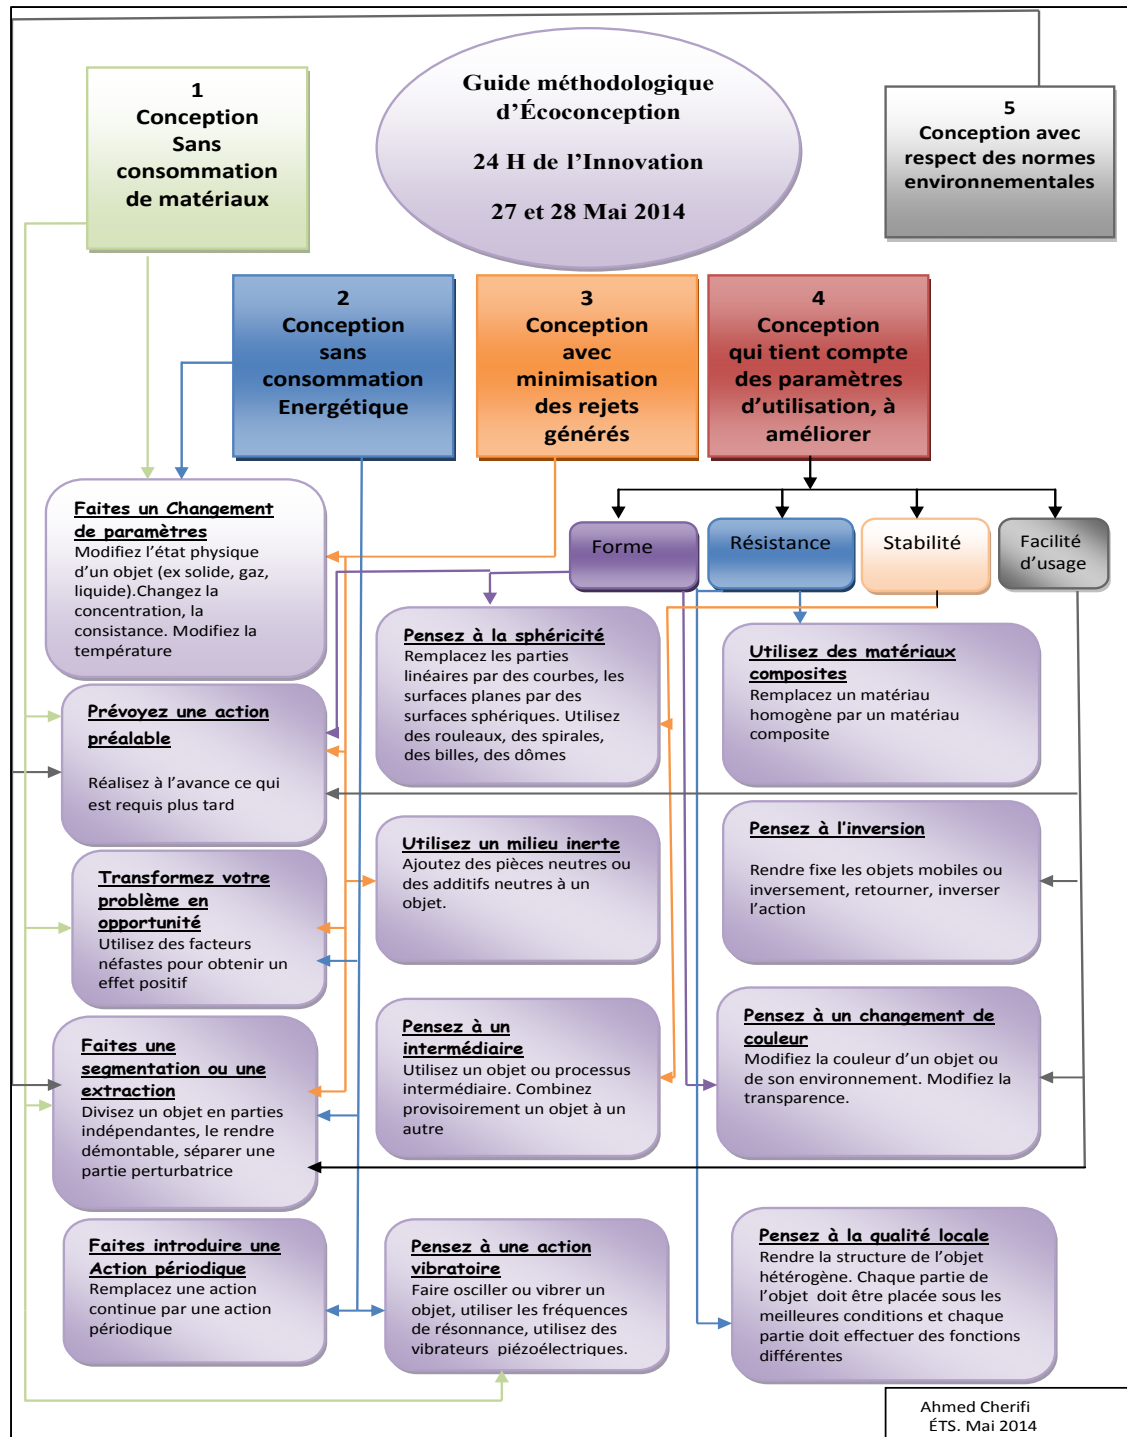 Guide méthodologique
d’Écoconception
24 H de l’Innovation
27 et 28 Mai 2014
1
Conception
Sans
consommation
de matériaux
5
Conception avec
respect des normes
environnementales
2
Conception
sans
consommation
Energétique
3
Conception
avec
minimisation
des rejets
générés
4
Conception
qui tient compte
des paramètres
d’utilisation, à
améliorer
Forme
Résistance
Stabilité
Facilité
d’usage
Faites un Changement
de paramètres
Modifiez l’état physique
d’un objet (ex solide, gaz,
liquide).Changez la
concentration, la
consistance. Modifiez la
température
Pensez à la sphéricité
Remplacez les parties
linéaires par des courbes, les
surfaces planes par des
surfaces sphériques. Utilisez
des rouleaux, des spirales,
des billes, des dômes
Utilisez des matériaux
composites
Remplacez un matériau
homogène par un matériau
composite
Prévoyez une action
préalable
Réalisez à l’avance ce qui
est requis plus tard
Utilisez un milieu inerte
Ajoutez des pièces neutres ou
des additifs neutres à un
objet.
Pensez à l’inversion
Rendre fixe les objets mobiles ou
inversement, retourner, inverser
l’action
Transformez votre
problème en
opportunité
Utilisez des facteurs
néfastes pour obtenir un
effet positif
Faites une
segmentation ou une
extraction
Divisez un objet en parties
indépendantes, le rendre
démontable, séparer une
partie perturbatrice
Pensez à un
intermédiaire
Utilisez un objet ou processus
intermédiaire. Combinez
provisoirement un objet à un
autre
Pensez à un changement de
couleur
Modifiez la couleur d’un objet ou
de son environnement. Modifiez la
transparence.
Faites introduire une
Action périodique
Remplacez une action
continue par une action
périodique
Pensez à une action
vibratoire
Faire osciller ou vibrer un
objet, utiliser les fréquences
de résonnance, utilisez des
vibrateurs piézoélectriques.
Pensez à la qualité locale
Rendre la structure de l’objet
hétérogène. Chaque partie de
l’objet doit être placée sous les
meilleures conditions et chaque
partie doit effectuer des fonctions
différentes
Ahmed Cherifi
ÉTS. Mai 2014